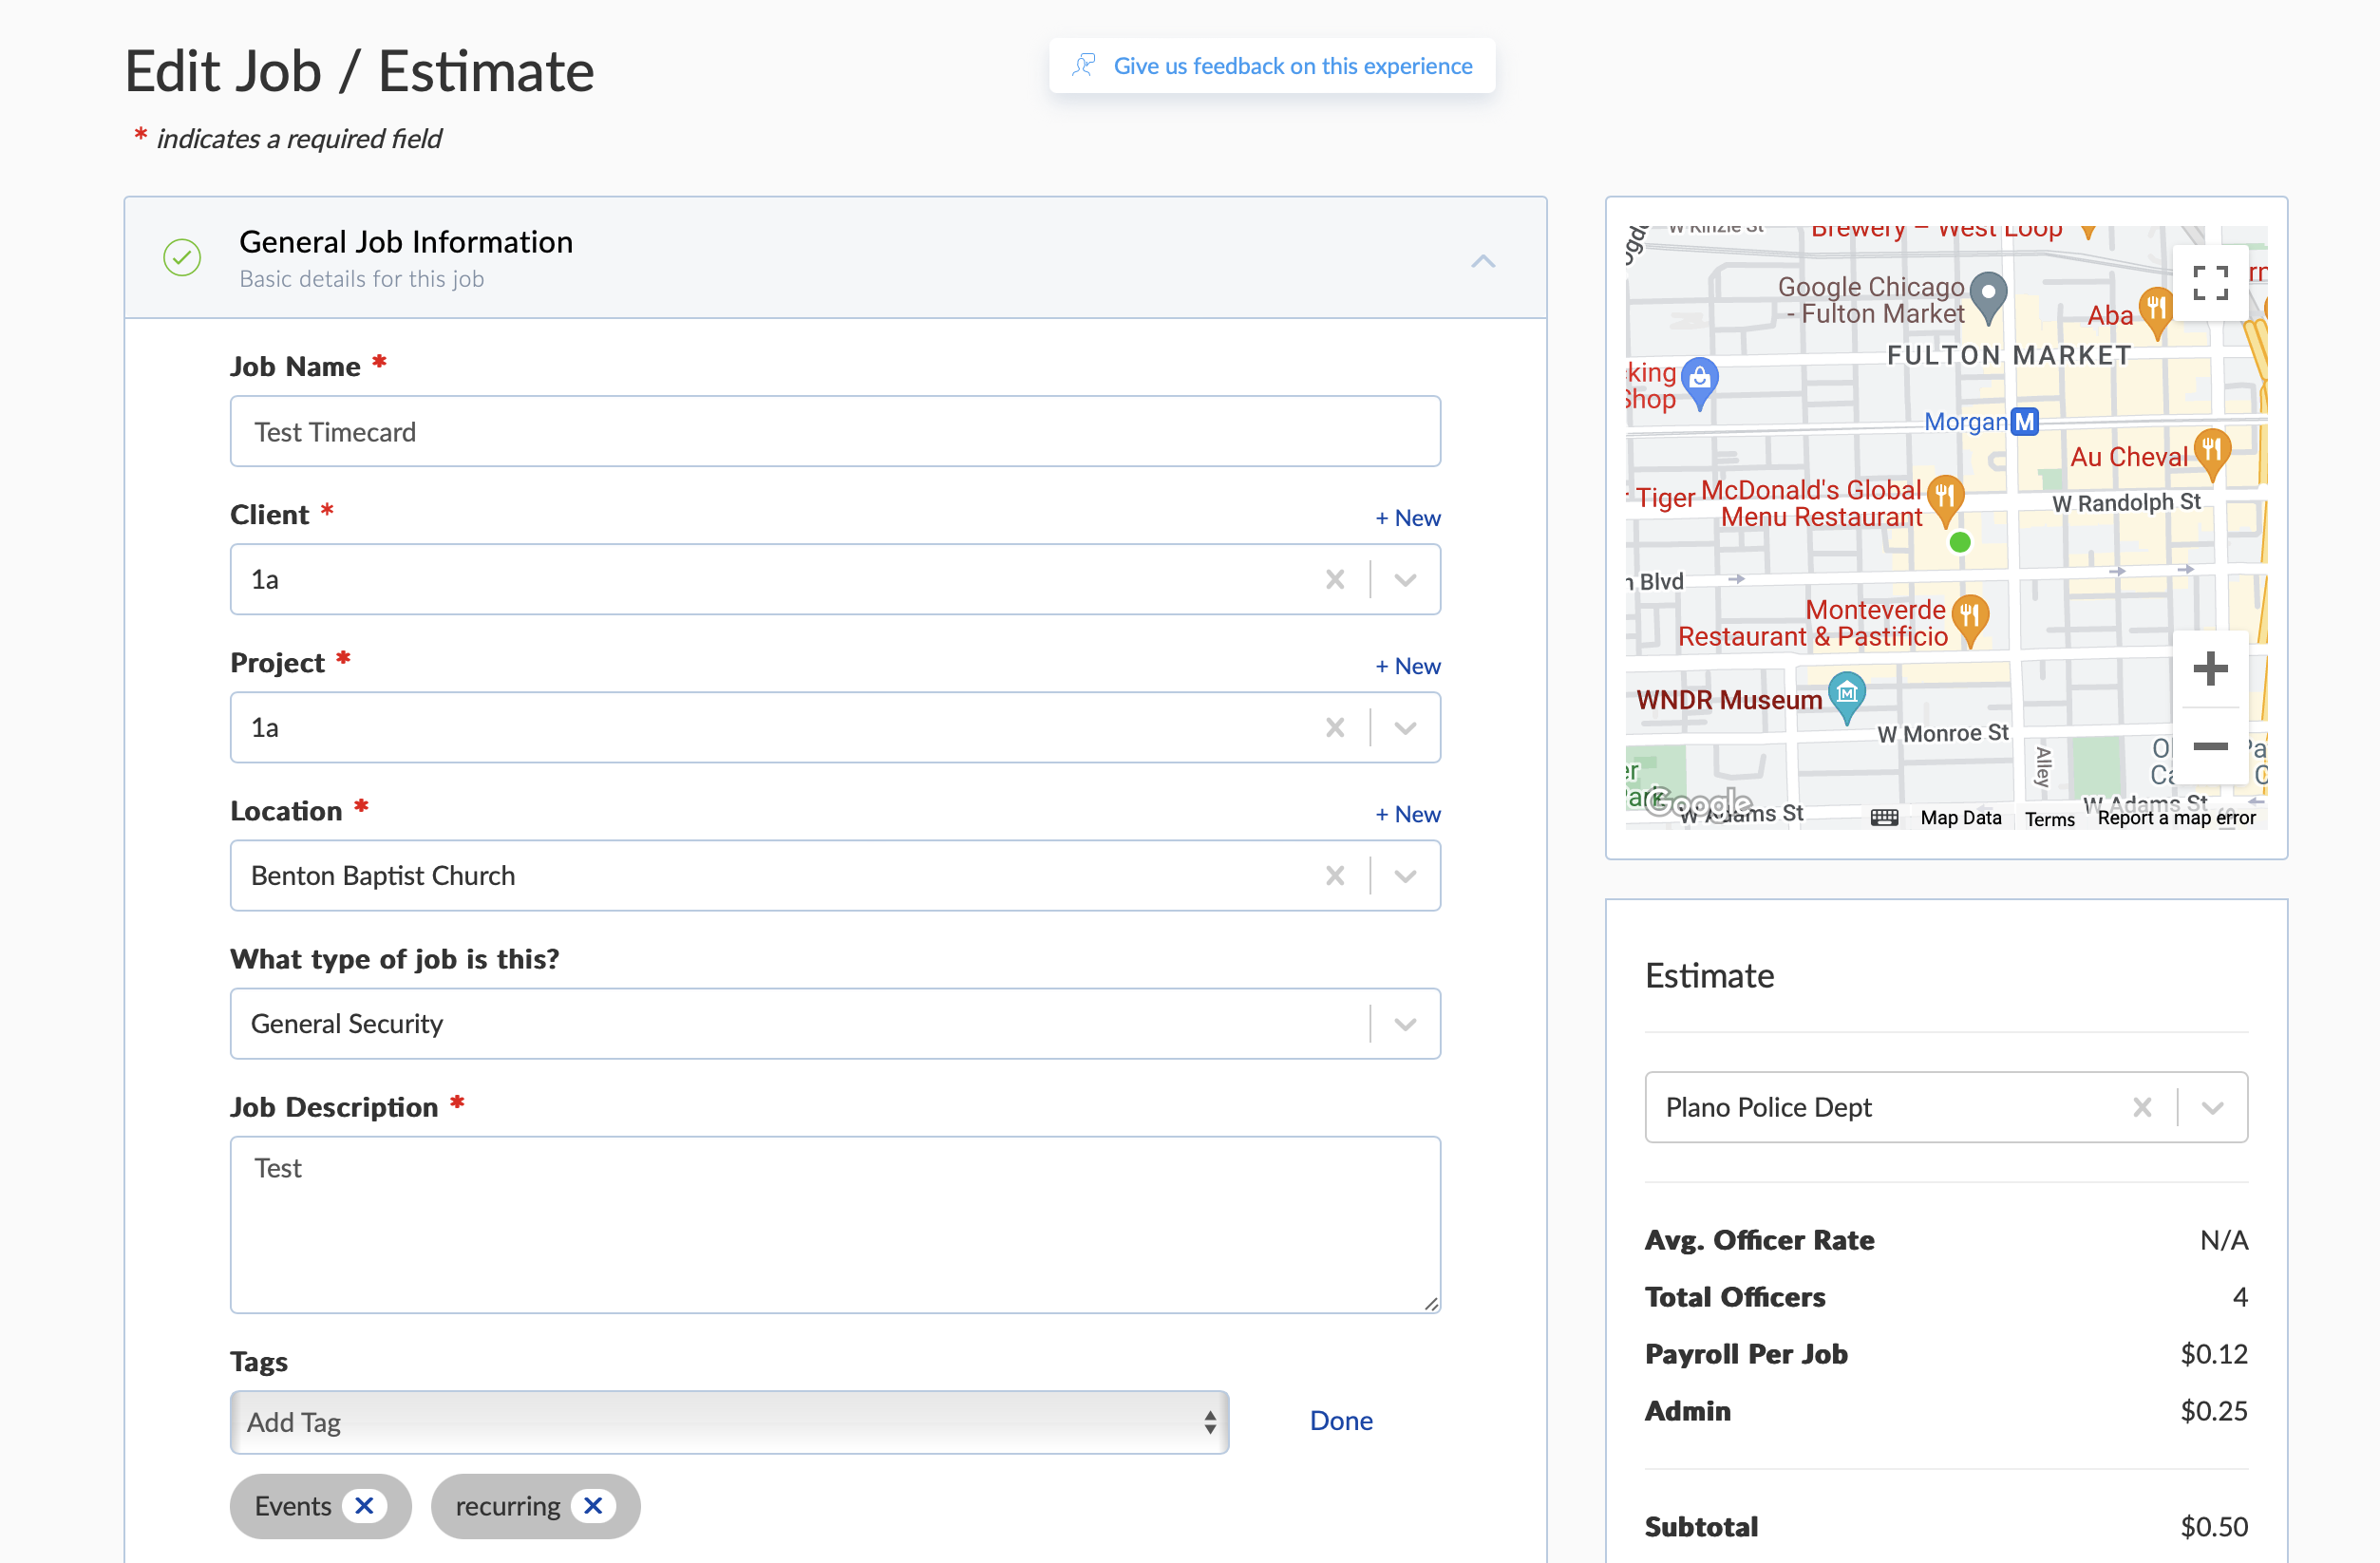 Edit Job / Estimate
Give us feedback on this experience
* indicates a required field
General Job Information
Basic details for this job
Job Name *
Test Timecard
Client *
+ New
1a
Project *
+ New
1a
Location *
+ New
Benton Baptist Church
What type of job is this?
General Security
Job Description *
Test
Tags
Add Tag
Done
Events
recurring
W Kinzie St
Brewery – West Loop
Google Chicago
- Fulton Market
Aba
FULTON MARKET
king
Shop
Morgan M
Au Cheval
Tiger
McDonald's Global
Menu Restaurant
W Randolph St
Blvd
Monteverde
Restaurant & Pastificio
WNDR Museum
W Monroe St
Alley
Google
W Adams St
W Adams St
Map Data
Terms
Report a map error
Estimate
Plano Police Dept
Avg. Officer Rate
N/A
Total Officers
4
Payroll Per Job
$0.12
Admin
$0.25
Subtotal
$0.50